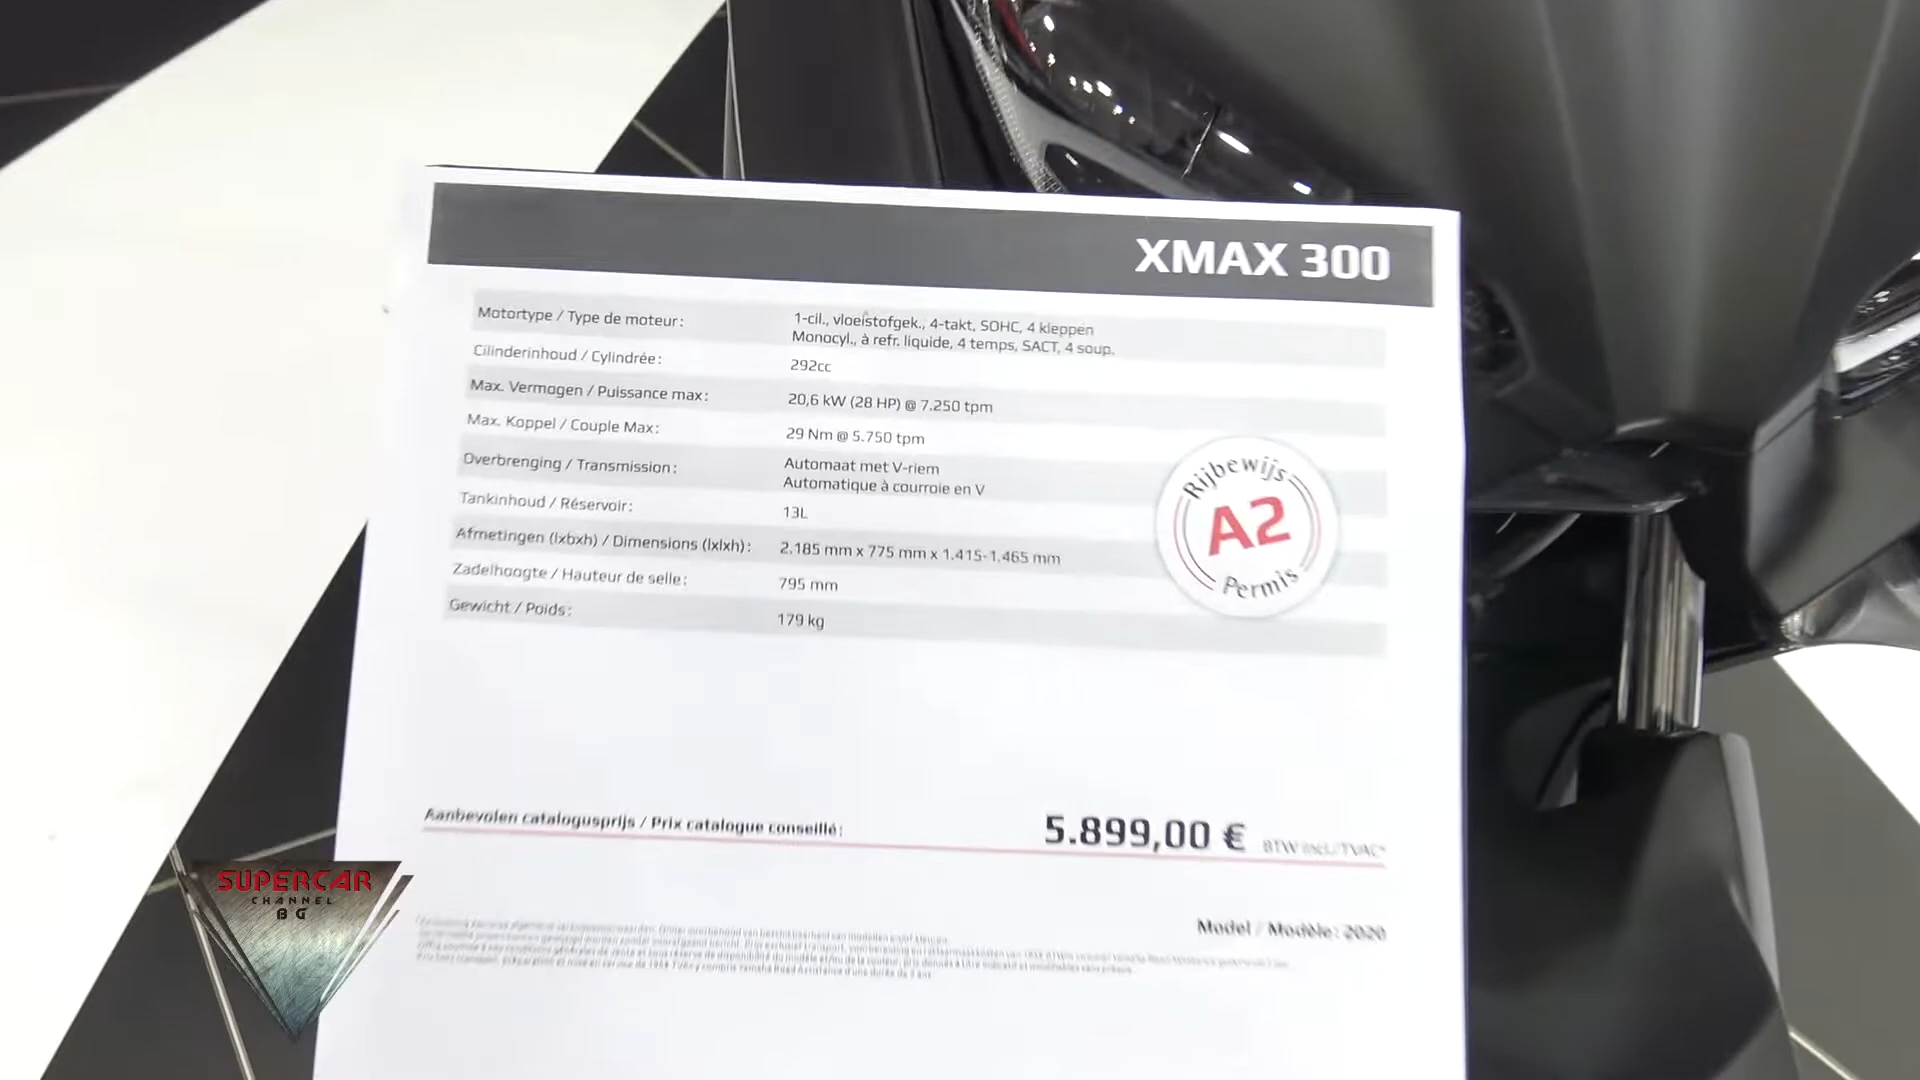 XMAX 300
Motortype / Type de moteur: 1-cil., vloeistofgek., 4-takt, SOHC, 4 kleppen
Monocyl., à refr. liquide, 4 temps, SACT, 4 soup.
Cilinderinhoud / Cylindrée: 292cc
Max. Vermogen / Puissance max: 20,6 kW (28 HP) @ 7.250 tpm
Max. Koppel / Couple Max: 29 Nm @ 5.750 tpm
Overbrenging / Transmission: Automaat met V-riem
Automatique à courroie en V
Tankinhoud / Réservoir: 13L
Afmetingen (lxbxh) / Dimensions (lxlxh): 2.185 mm x 775 mm x 1.415-1.465 mm
Zadelhoogte / Hauteur de selle: 795 mm
Gewicht / Poids: 179 kg
Rijbewijs
A2
Permis
Aanbevolen catalogusprijs / Prix catalogue conseillé: 5.899,00 € BTW incl./TVAC*
Model / Modèle: 2020
SUPERCAR
CHANNEL
BG